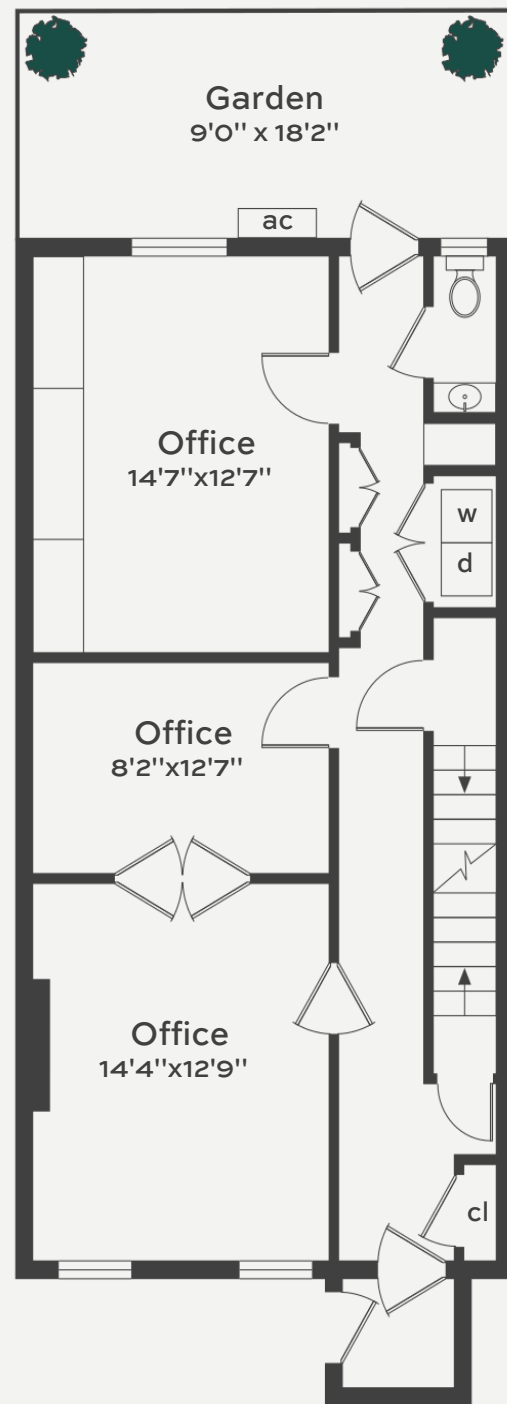 Garden
9'0" x 18'2"
ac
Office
14'7"x12'7"
w
d
Office
8'2"x12'7"
Office
14'4"x12'9"
cl